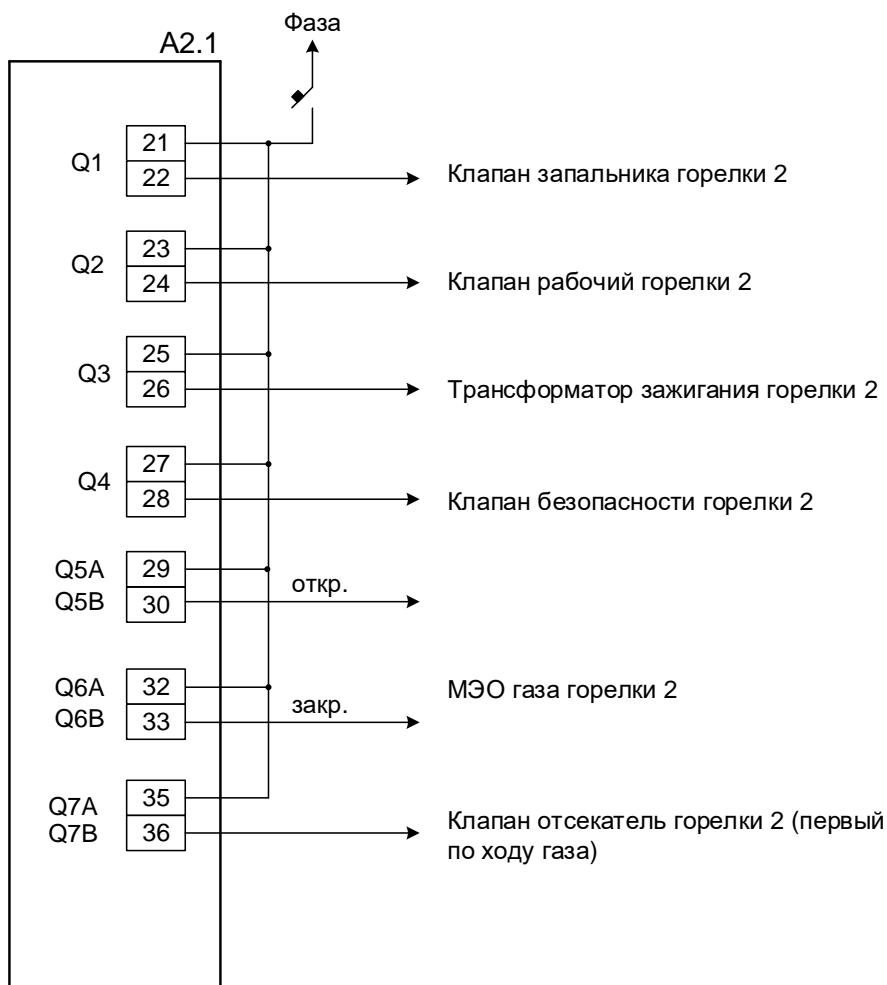 Фаза
A2.1
Q1
21
22
Клапан запальника горелки 2
Q2
23
24
Клапан рабочий горелки 2
Q3
25
26
Трансформатор зажигания горелки 2
Q4
27
28
Клапан безопасности горелки 2
Q5A
29
Q5B
30
откр.
Q6A
32
МЭО газа горелки 2
Q6B
33
закр.
Q7A
35
Q7B
36
Клапан отсекатель горелки 2 (первый
по ходу газа)